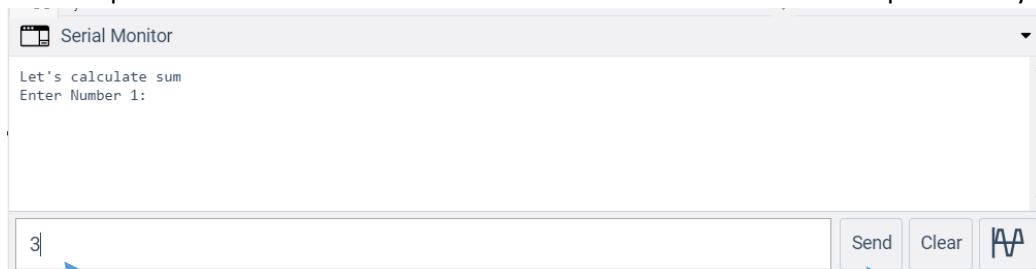 Serial Monitor
Let's calculate sum
Enter Number 1:
3
Send Clear